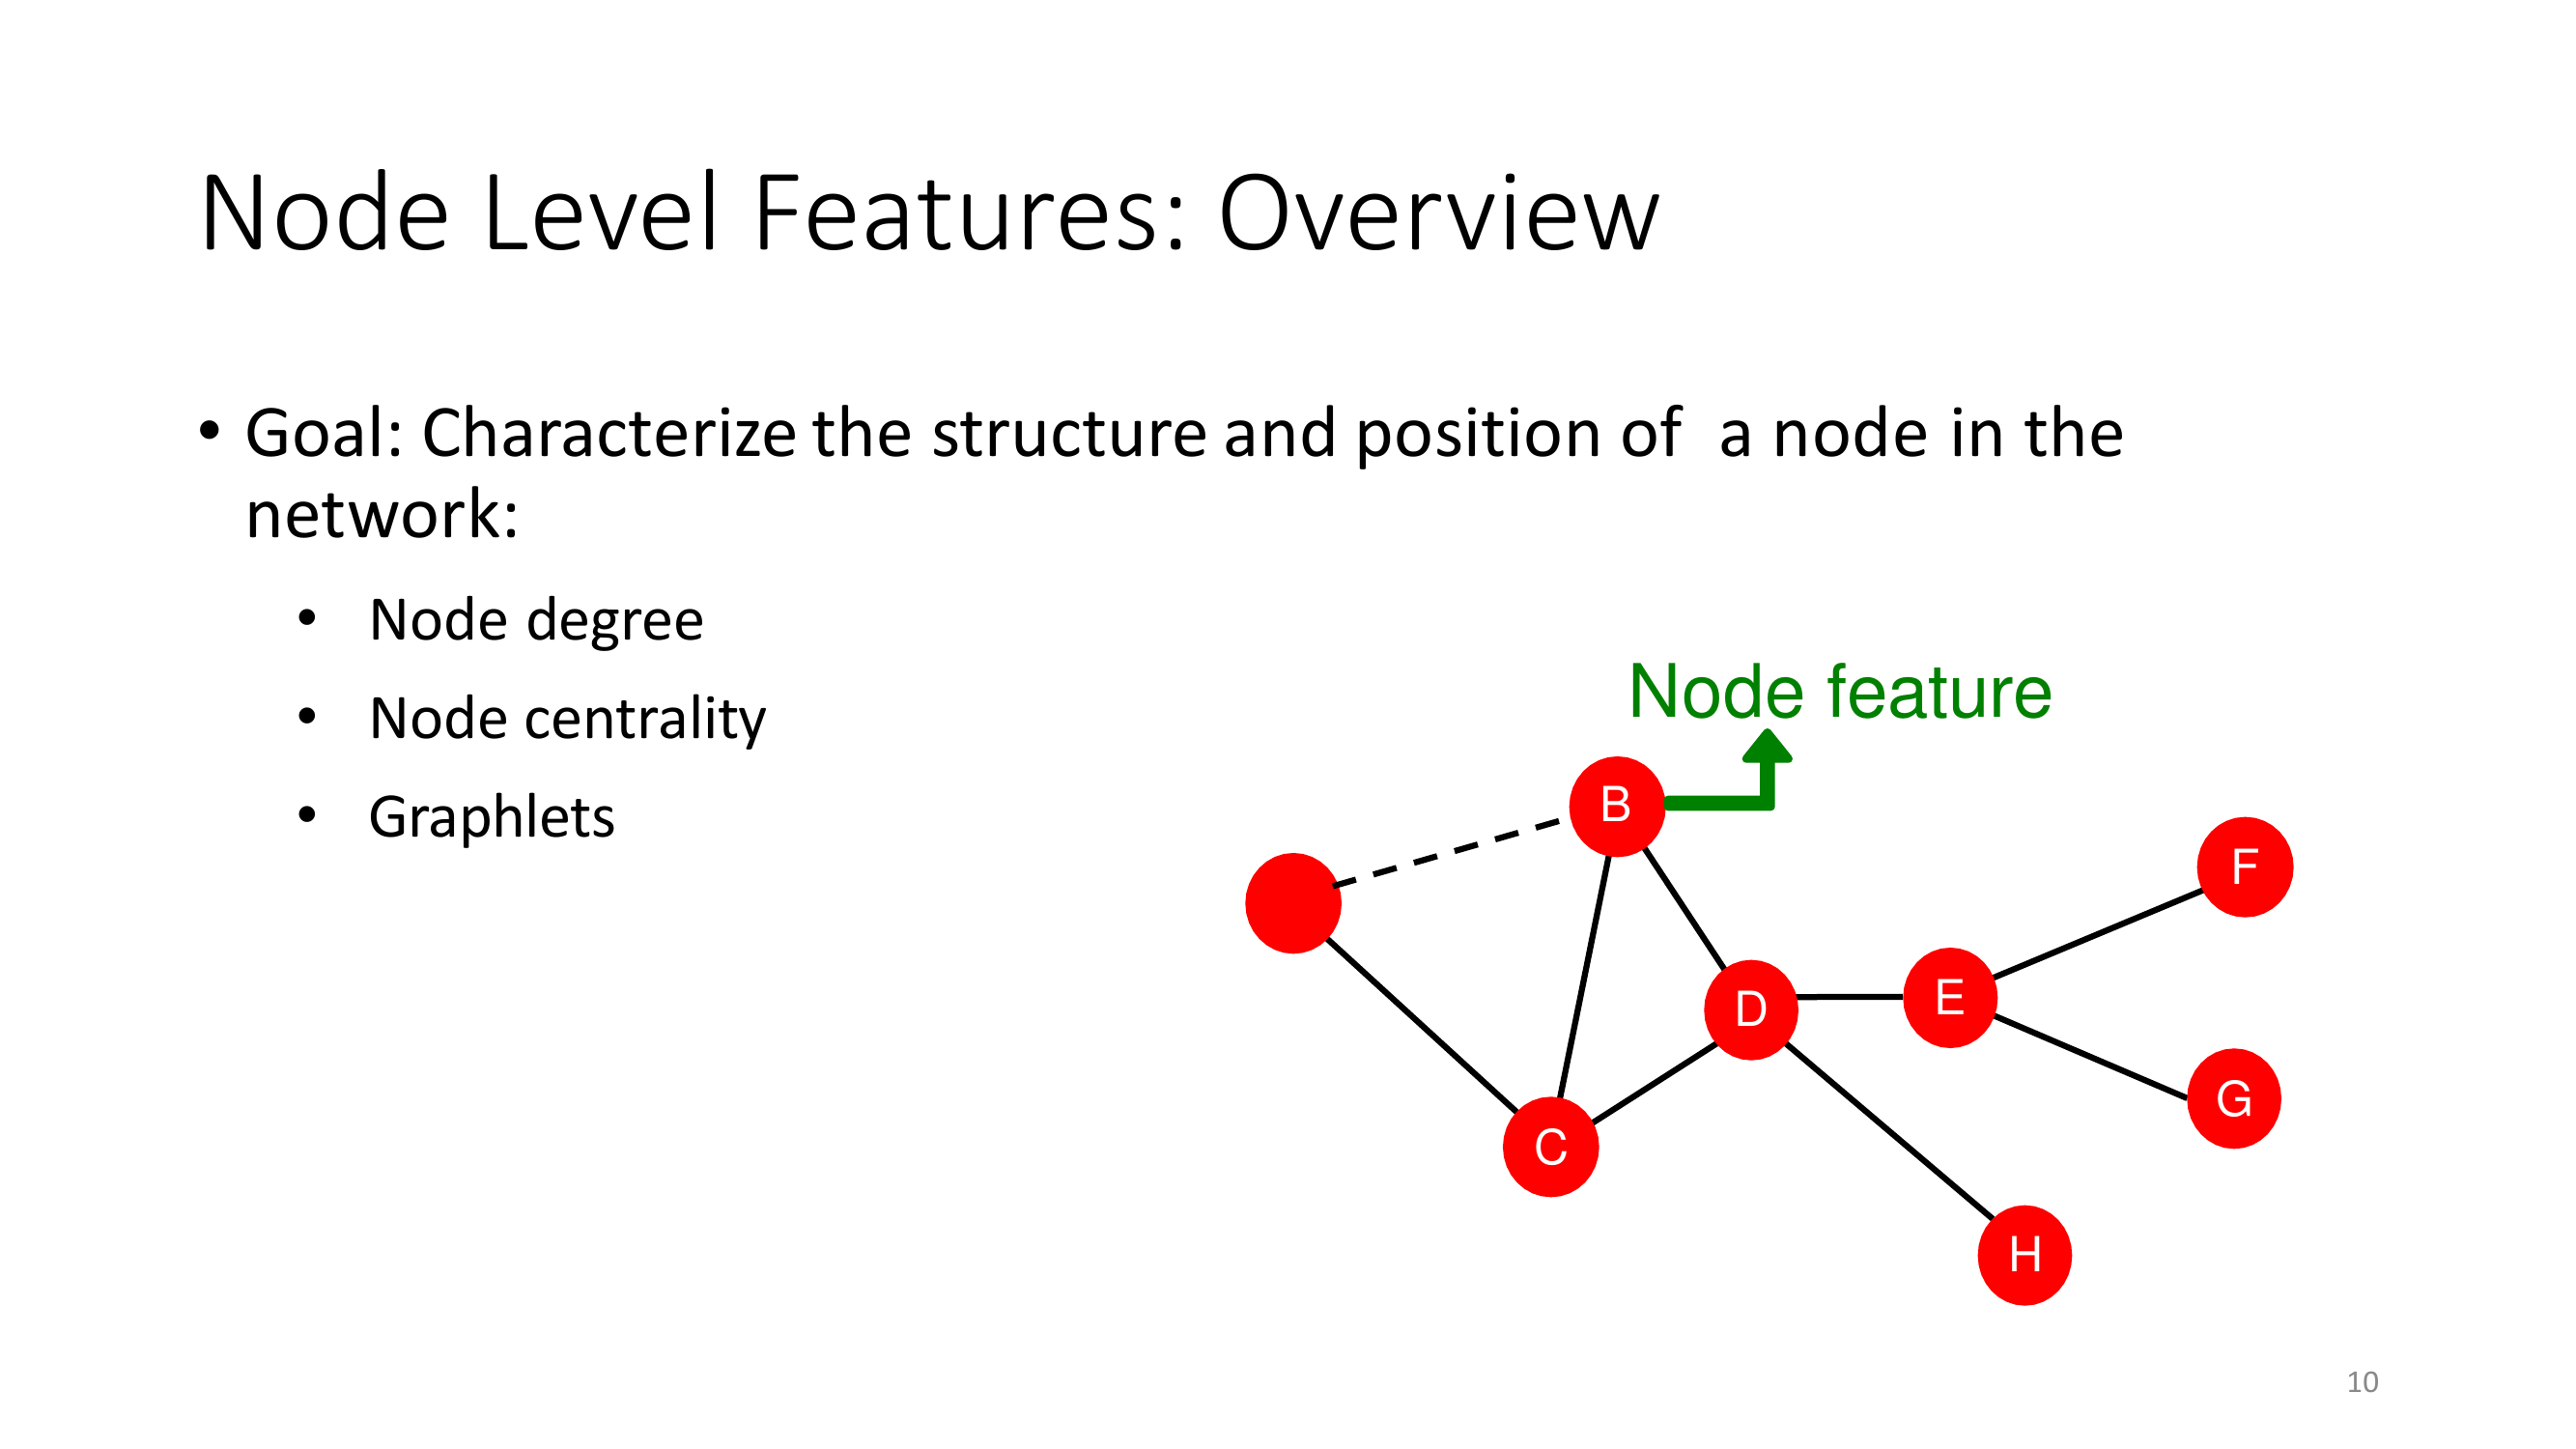 Node Level Features: Overview
• Goal: Characterize the structure and position of  a node in the
network:
• Node degree
• Node centrality
• Graphlets
Node feature
B
F
E
D
G
C
H
10